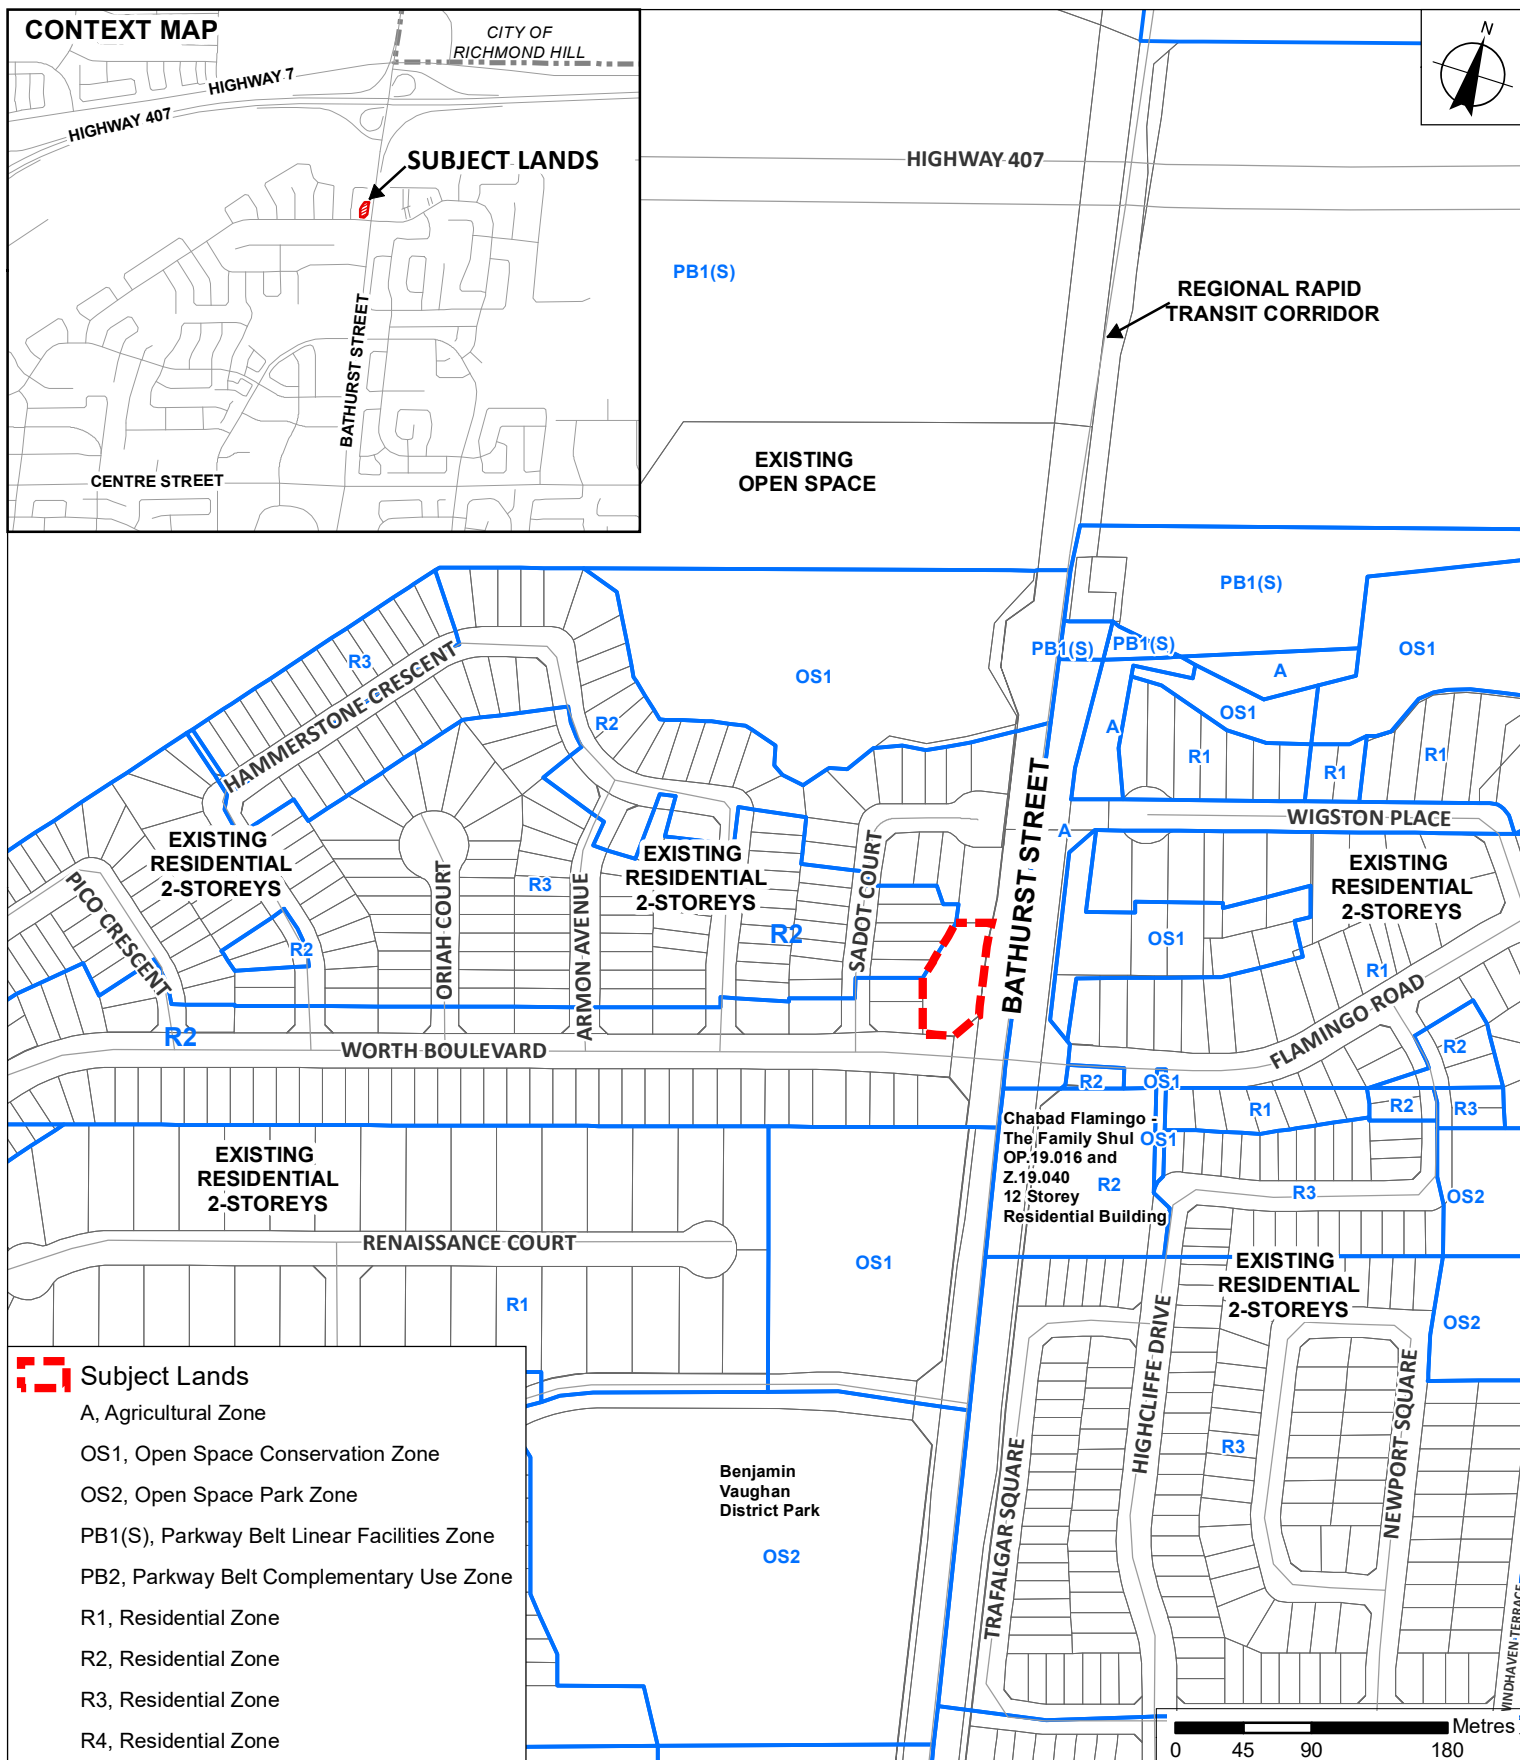 CONTEXT MAP
CITY OF
RICHMOND HILL
HIGHWAY 7
HIGHWAY 407
SUBJECT LANDS
BATHURST STREET
CENTRE STREET
N
HIGHWAY 407
PB1(S)
REGIONAL RAPID
TRANSIT CORRIDOR
EXISTING
OPEN SPACE
PB1(S)
PB1(S)
PB1(S)
OS1
A
R3
HAMMERSTONE CRESCENT
OS1
R2
OS1
A
R1
R1
R1
BATHURST STREET
WIGSTON PLACE
A
EXISTING
RESIDENTIAL
2-STOREYS
EXISTING
RESIDENTIAL
2-STOREYS
EXISTING
RESIDENTIAL
2-STOREYS
PICO CRESCENT
ORIAH COURT
R3
ARMON AVENUE
SADOT COURT
R2
R2
OS1
R1
FLAMINGO ROAD
R2
WORTH BOULEVARD
R2
R2
OS1
R1
R2
R3
Chabad Flamingo -
The Family Shul
OP.19.016 and
Z.19.040
12 Storey
Residential Building
OS1
R2
R3
OS2
EXISTING
RESIDENTIAL
2-STOREYS
RENAISSANCE COURT
OS1
R1
EXISTING
RESIDENTIAL
2-STOREYS
OS2
HIGHCLIFFE DRIVE
NEWPORT SQUARE
TRAFALGAR SQUARE
R3
Benjamin
Vaughan
District Park
OS2
Subject Lands
A, Agricultural Zone
OS1, Open Space Conservation Zone
OS2, Open Space Park Zone
PB1(S), Parkway Belt Linear Facilities Zone
PB2, Parkway Belt Complementary Use Zone
R1, Residential Zone
R2, Residential Zone
R3, Residential Zone
R4, Residential Zone
Metres
0 45 90 180